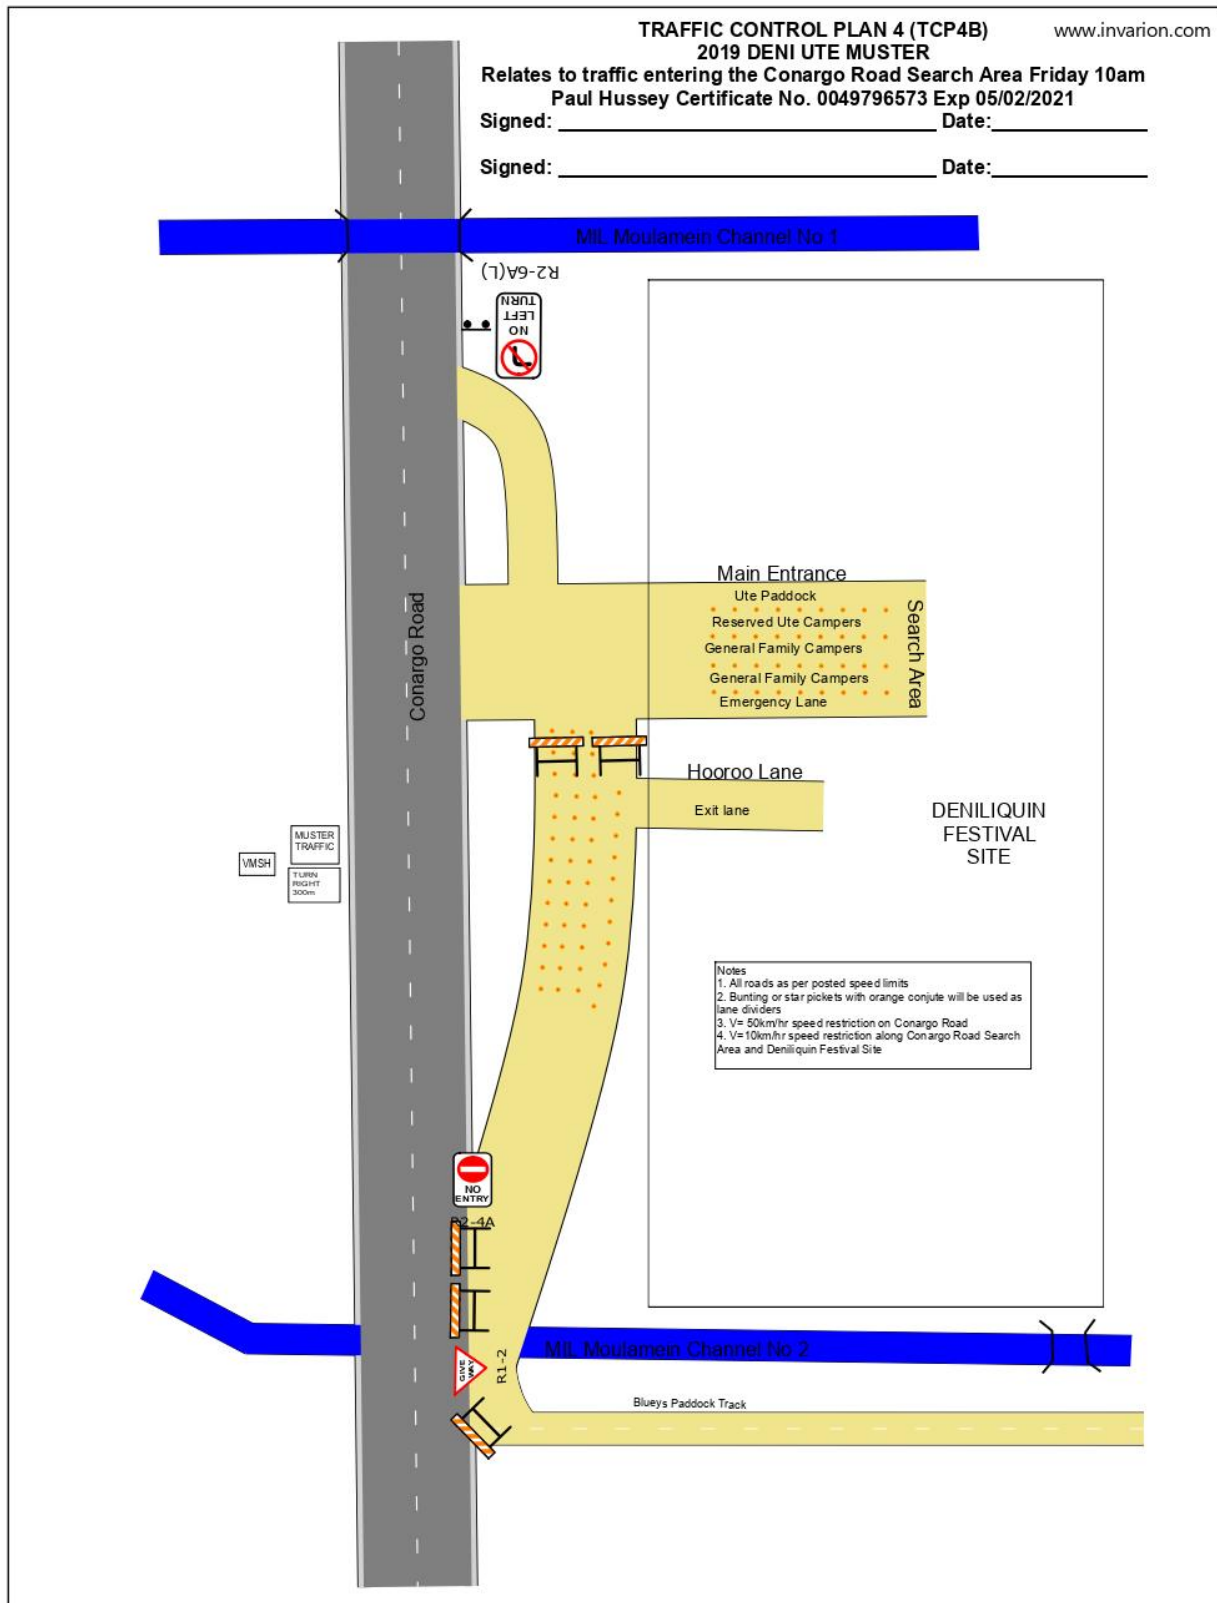 TRAFFIC CONTROL PLAN 4 (TCP4B)
www.invarion.com
2019 DENI UTE MUSTER
Relates to traffic entering the Conargo Road Search Area Friday 10am
Paul Hussey Certificate No. 0049796573 Exp 05/02/2021
Signed: Date:
Signed: Date:
MIL Moulamein Channel No 1
R2-6A(L)
NO
LEFT
TURN
Main Entrance
Ute Paddock
Reserved Ute Campers
General Family Campers
General Family Campers
Emergency Lane
Search Area
Conargo Road
Hooroo Lane
Exit lane
DENILIQUIN
FESTIVAL
SITE
MUSTER
TRAFFIC
VMSH
TURN
RIGHT
300m
Notes
1. All roads as per posted speed limits
2. Bunting or star pickets with orange conjute will be used as
lane dividers
3. V= 50km/hr speed restriction on Conargo Road
4. V=10km/hr speed restriction along Conargo Road Search
Area and Deniliquin Festival Site
NO
ENTRY
R2-4A
MIL Moulamein Channel No 2
GIVE
WAY
R1-2
Blueys Paddock Track